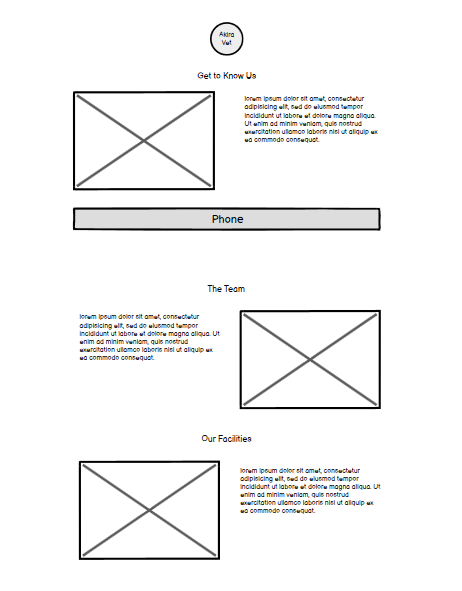 Akira
Vet
Get to Know Us
lorem ipsum dolor sit amet, consectetur
adipisicing elit, sed do eiusmod tempor
incididunt ut labore et dolore magna aliqua.
Ut enim ad minim veniam, quis nostrud
exercitation ullamco laboris nisi ut aliquip ex
ea commodo consequat.
Phone
The Team
lorem ipsum dolor sit amet, consectetur
adipisicing elit, sed do eiusmod tempor
incididunt ut labore et dolore magna aliqua. Ut
enim ad minim veniam, quis nostrud
exercitation ullamco laboris nisi ut aliquip ex
ea commodo consequat.
Our Facilities
lorem ipsum dolor sit amet, consectetur
adipisicing elit, sed do eiusmod tempor
incididunt ut labore et dolore magna aliqua. Ut
enim ad minim veniam, quis nostrud
exercitation ullamco laboris nisi ut aliquip ex
ea commodo consequat.